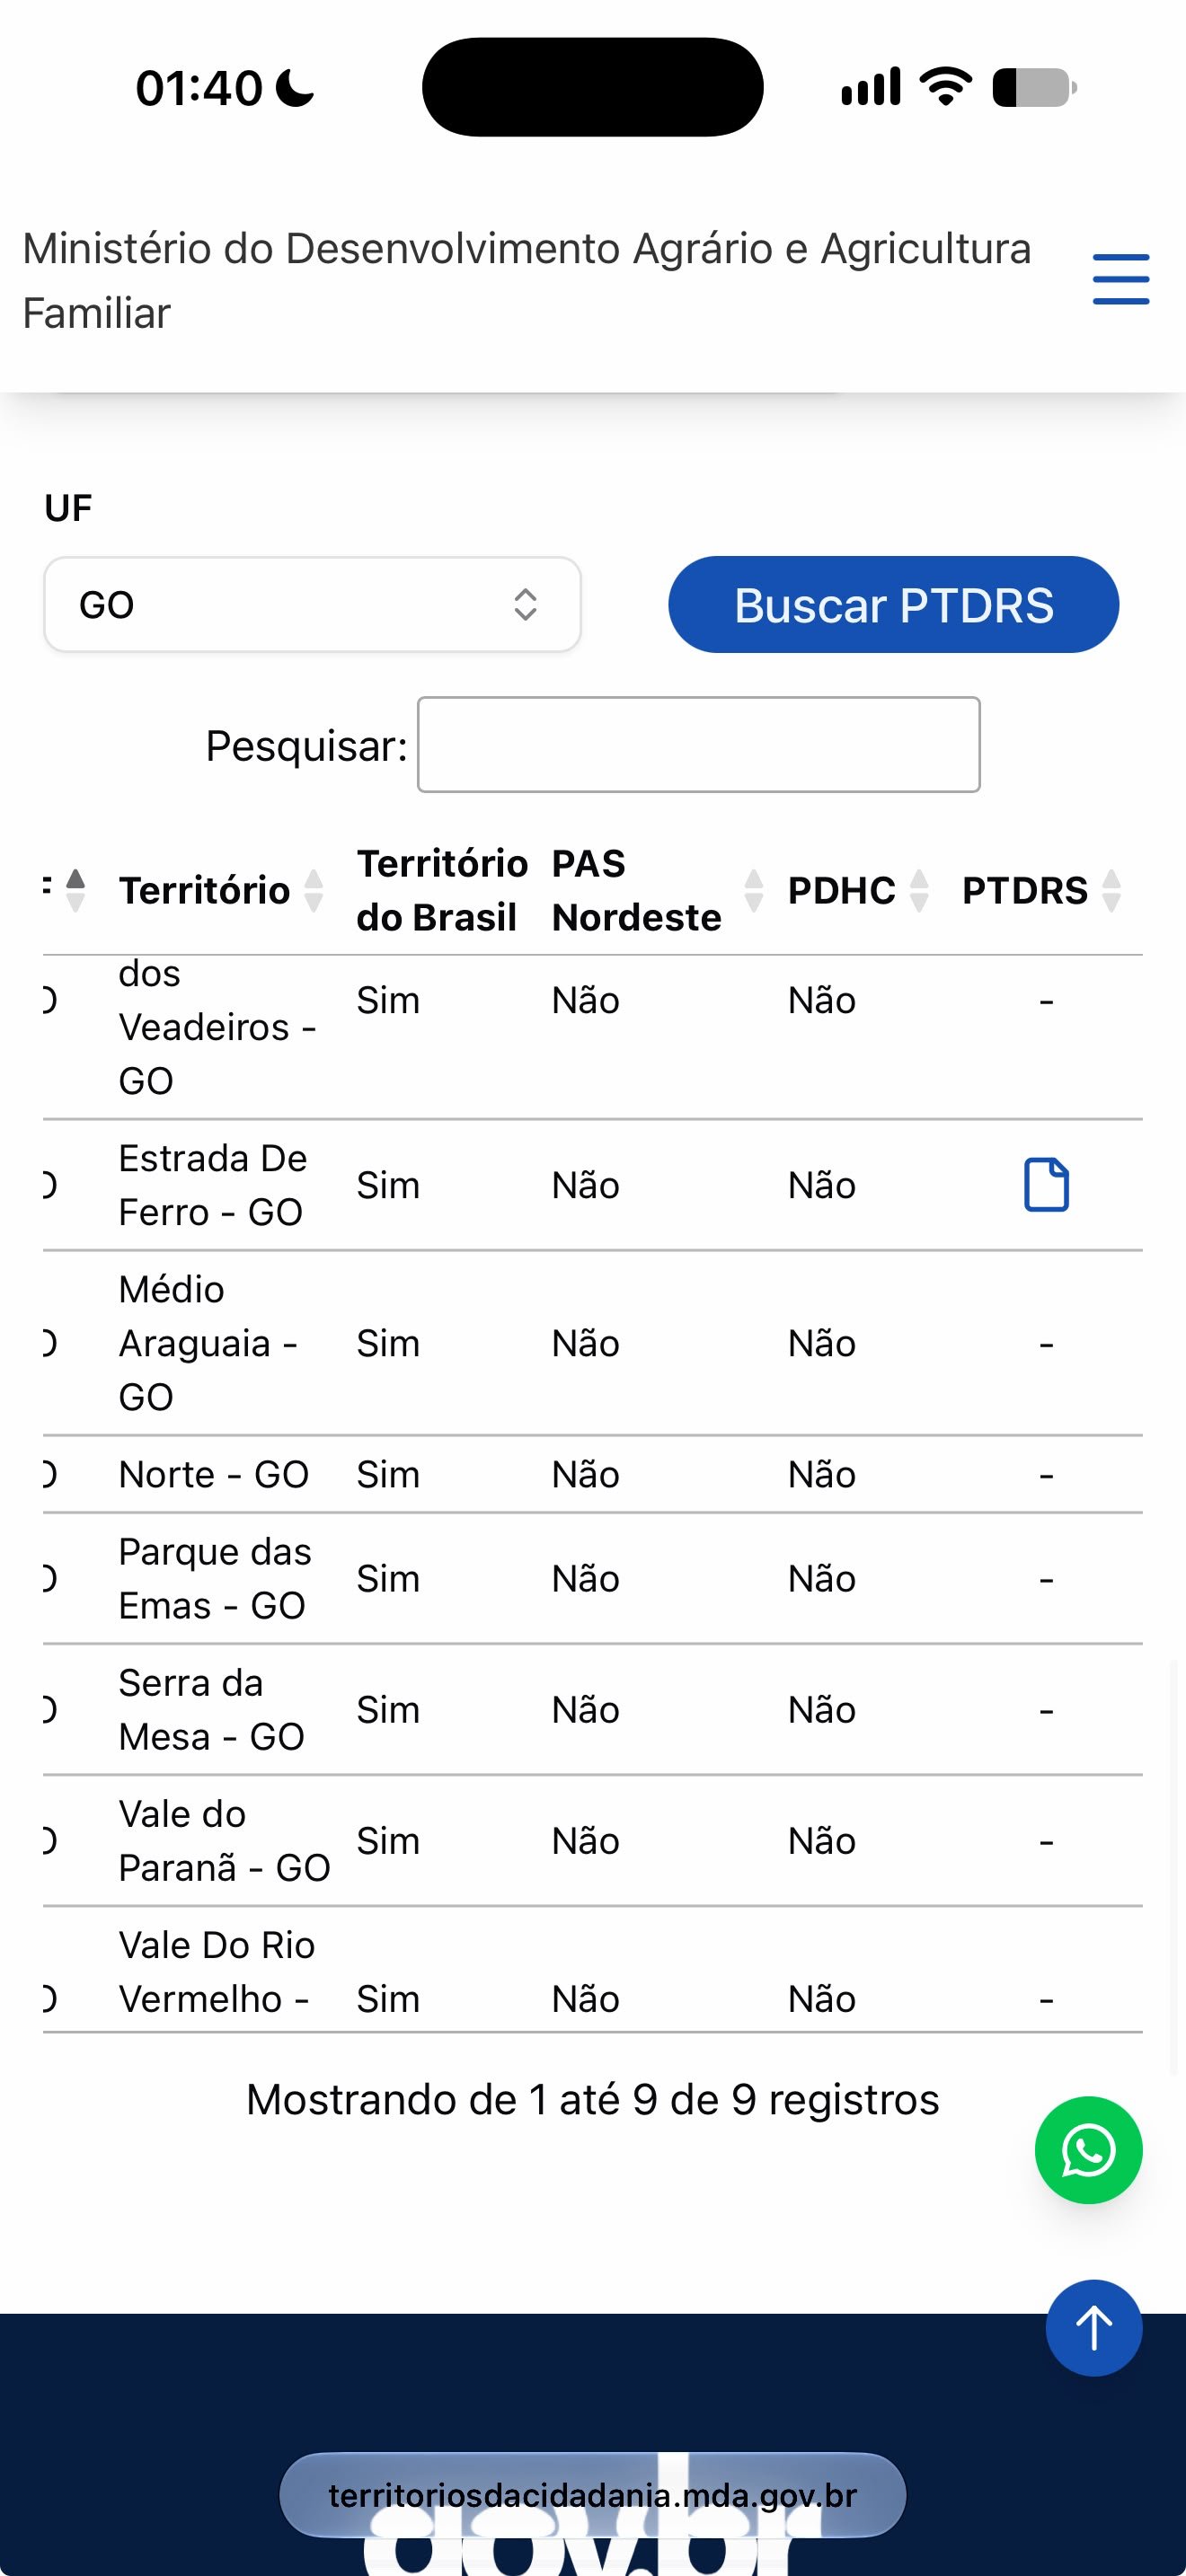 01:40
Ministério do Desenvolvimento Agrário e Agricultura
Familiar
UF
GO
Buscar PTDRS
Pesquisar:
Território
Território
do Brasil
PAS
Nordeste
PDHC
PTDRS
dos
Veadeiros -
GO
Sim
Não
Não
-
Estrada De
Ferro - GO
Sim
Não
Não
Médio
Araguaia -
GO
Sim
Não
Não
-
Norte - GO
Sim
Não
Não
-
Parque das
Emas - GO
Sim
Não
Não
-
Serra da
Mesa - GO
Sim
Não
Não
-
Vale do
Paranã - GO
Sim
Não
Não
-
Vale Do Rio
Vermelho -
Sim
Não
Não
-
Mostrando de 1 até 9 de 9 registros
territoriosdacidadania.mda.gov.br
gov.br